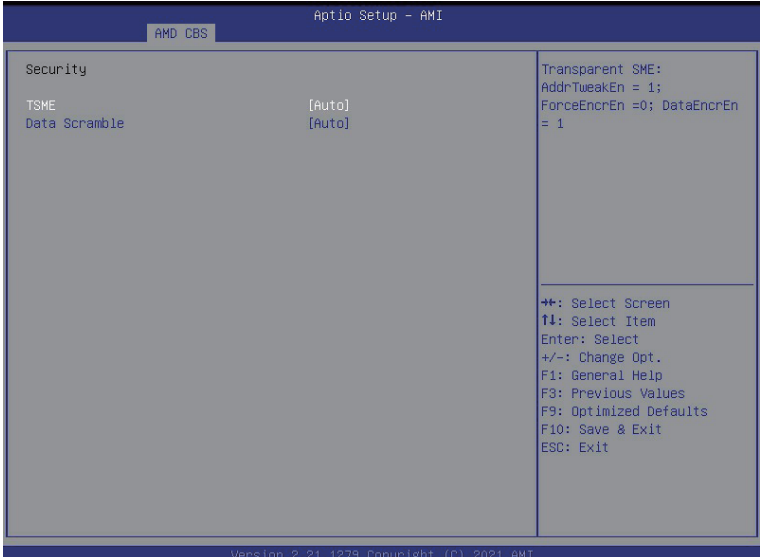 Aptio Setup – AMI
AMD CBS
Security
TSME [Auto]
Data Scramble [Auto]
Transparent SME:
AddrTweakEn = 1;
ForceEncrEn =0; DataEncrEn
= 1
→←: Select Screen
↑↓: Select Item
Enter: Select
+/-: Change Opt.
F1: General Help
F3: Previous Values
F9: Optimized Defaults
F10: Save & Exit
ESC: Exit
Version 2.21.1279 Copyright (C) 2021 AMI